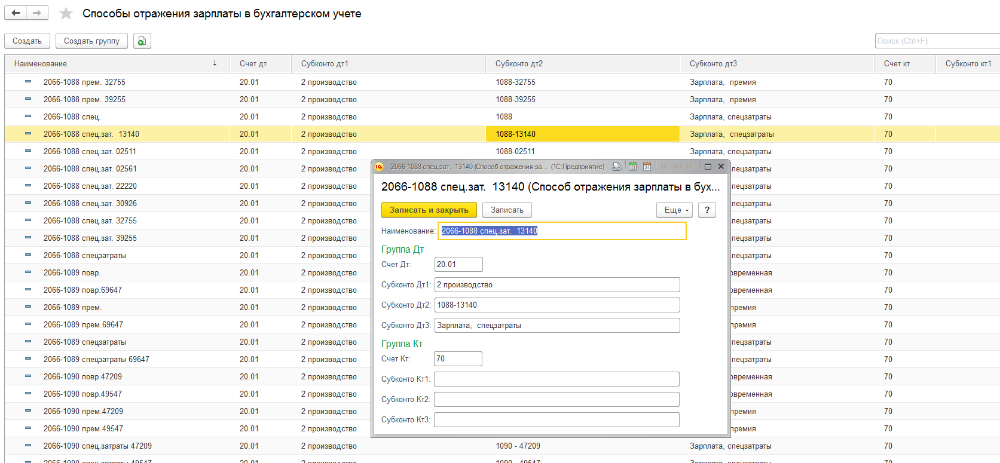 Способы отражения зарплаты в бухгалтерском учете
Создать Создать группу Поиск (Ctrl+F)
Наименование ↓ Счет дт Субконто дт1 Субконто дт2 Субконто дт3 Счет кт Субконто кт1
2066-1088 прем. 32755 20.01 2 производство 1088-32755 Зарплата, премия 70
2066-1088 прем. 39255 20.01 2 производство 1088-39255 Зарплата, премия 70
2066-1088 спец. 20.01 2 производство 1088 Зарплата, спецзатраты 70
2066-1088 спец.зат. 13140 20.01 2 производство 1088-13140 Зарплата, спецзатраты 70
2066-1088 спец.зат. 02511 20.01 2 производство 1088-02511 Зарплата, спецзатраты 70
2066-1088 спец.зат. 02561 20.01 2 производство пецзатраты 70
2066-1088 спец.зат. 22220 20.01 2 производство пецзатраты 70
2066-1088 спец.зат. 30926 20.01 2 производство пецзатраты 70
2066-1088 спец.зат. 32755 20.01 2 производство пецзатраты 70
2066-1088 спец.зат. 39255 20.01 2 производство пецзатраты 70
2066-1088 спецзатраты 20.01 2 производство пецзатраты 70
2066-1089 повр. 20.01 2 производство овременная 70
2066-1089 повр.69647 20.01 2 производство овременная 70
2066-1089 прем. 20.01 2 производство премия 70
2066-1089 прем.69647 20.01 2 производство премия 70
2066-1089 спецзатраты 20.01 2 производство пецзатраты 70
2066-1089 спецзатраты 69647 20.01 2 производство пецзатраты 70
2066-1090 повр.47209 20.01 2 производство овременная 70
2066-1090 повр.49547 20.01 2 производство овременная 70
2066-1090 прем.47209 20.01 2 производство премия 70
2066-1090 прем.49547 20.01 2 производство премия 70
2066-1090 спец.затраты 47209 20.01 2 производство 1090 - 47209 Зарплата, спецзатраты 70
2066-1090 спец.затраты 49547 20.01 2 производство 1090 - 49547 Зарплата, спецзатраты 70
1С 2066-1088 спец.зат. 13140 (Способ отражения за... (1С:Предприятие) 31 M M+ M-
2066-1088 спец.зат. 13140 (Способ отражения зарплаты в бух...
Записать и закрыть Записать Еще ?
Наименование: 2066-1088 спец.зат. 13140
Группа Дт
Счет Дт: 20.01
Субконто Дт1: 2 производство
Субконто Дт2: 1088-13140
Субконто Дт3: Зарплата, спецзатраты
Группа Кт
Счет Кт: 70
Субконто Кт1:
Субконто Кт2:
Субконто Кт3: